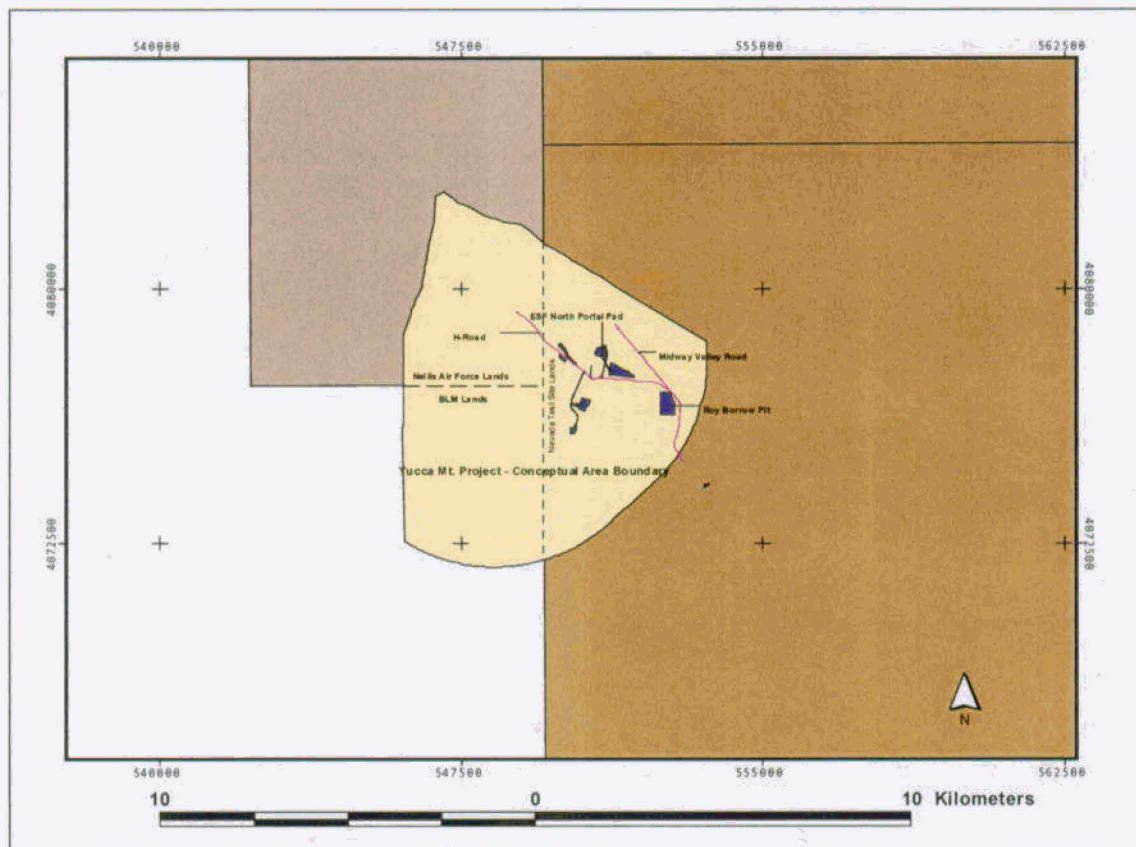 540000 547500 555000 562500
4080000 4080000
ESF North Portal Pad
H-Road
Midway Valley Road
Nellis Air Force Lands
BLM Lands
Nevada Test Site Lands
Roy Borrow Pit
Yucca Mt. Project - Conceptual Area Boundary
4072500 4072500
N
540000 547500 555000 562500
10 0 10 Kilometers